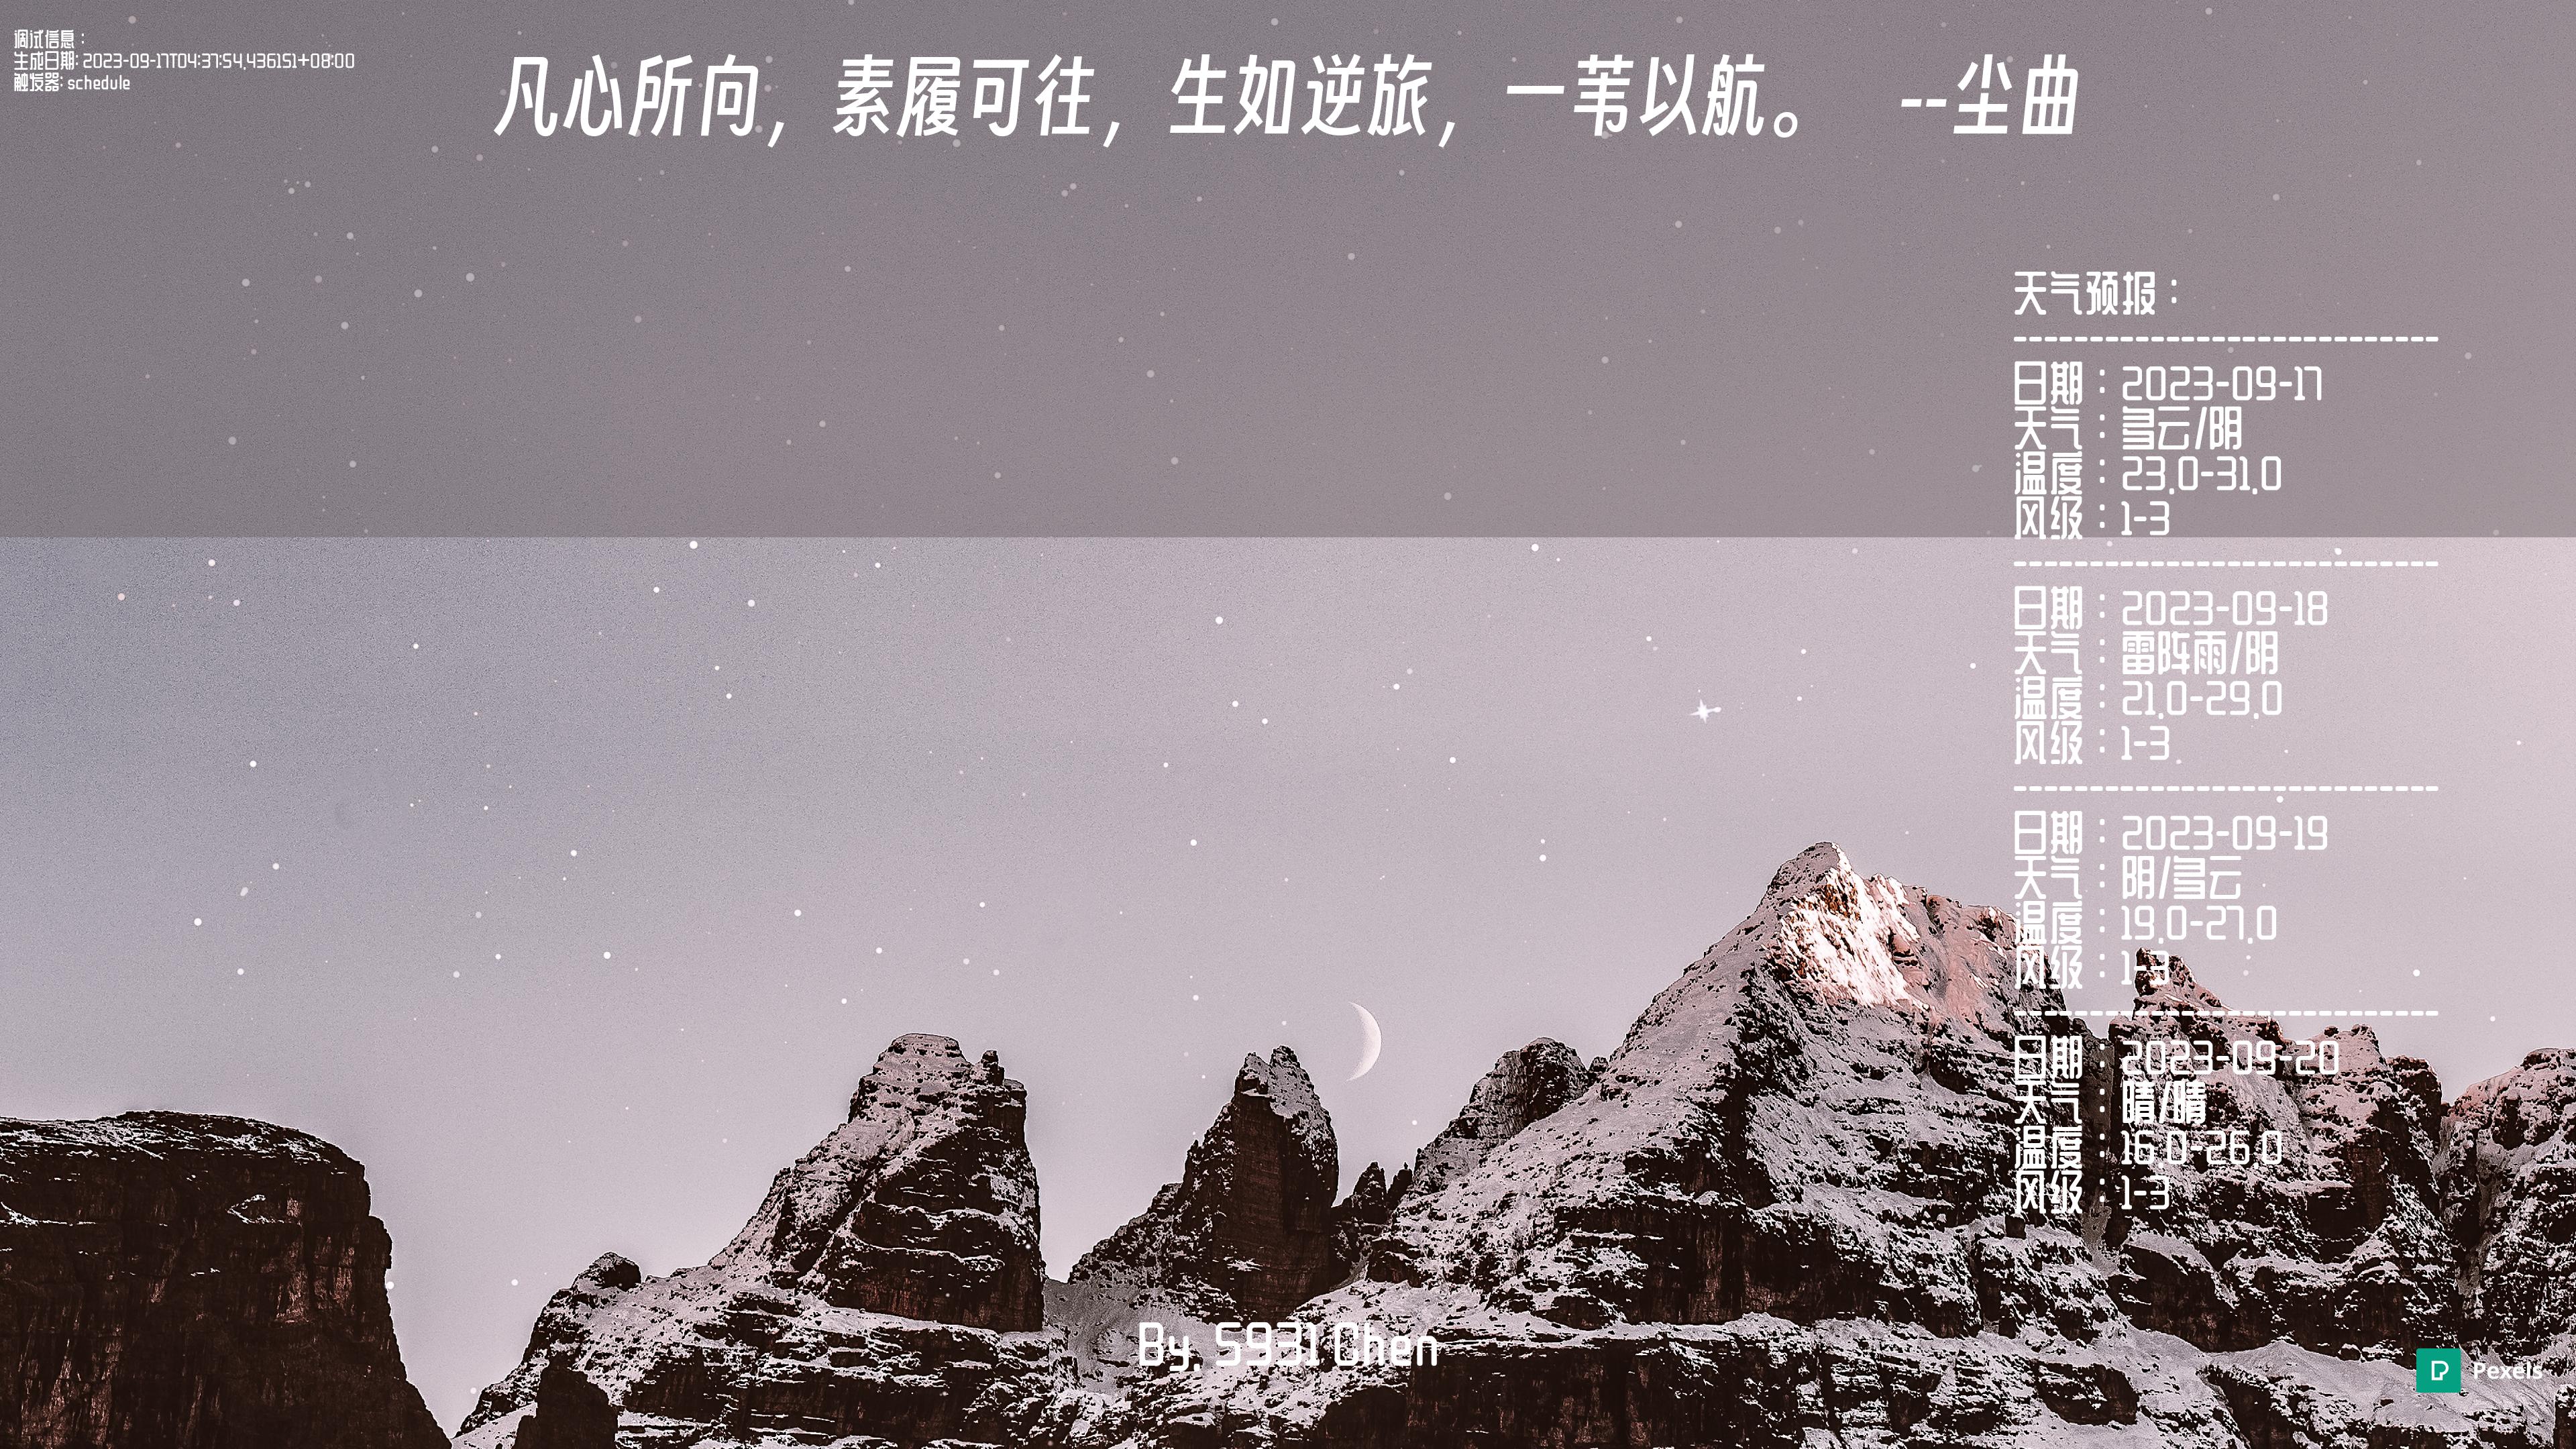 调试信息：
生成日期: 2023-09-17T04:37:54.436151+08:00
触发器: schedule
凡心所向，素履可往，生如逆旅，一苇以航。 --尘曲
天气预报：
----------------------------
日期：2023-09-17
天气：多云/阴
温度：23.0-31.0
风级：1-3
----------------------------
日期：2023-09-18
天气：雷阵雨/阴
温度：21.0-29.0
风级：1-3
----------------------------
日期：2023-09-19
天气：阴/多云
温度：19.0-27.0
风级：1-3
----------------------------
日期：2023-09-20
天气：晴/晴
温度：16.0-26.0
风级：1-3
By. S931 Chen
Pexels